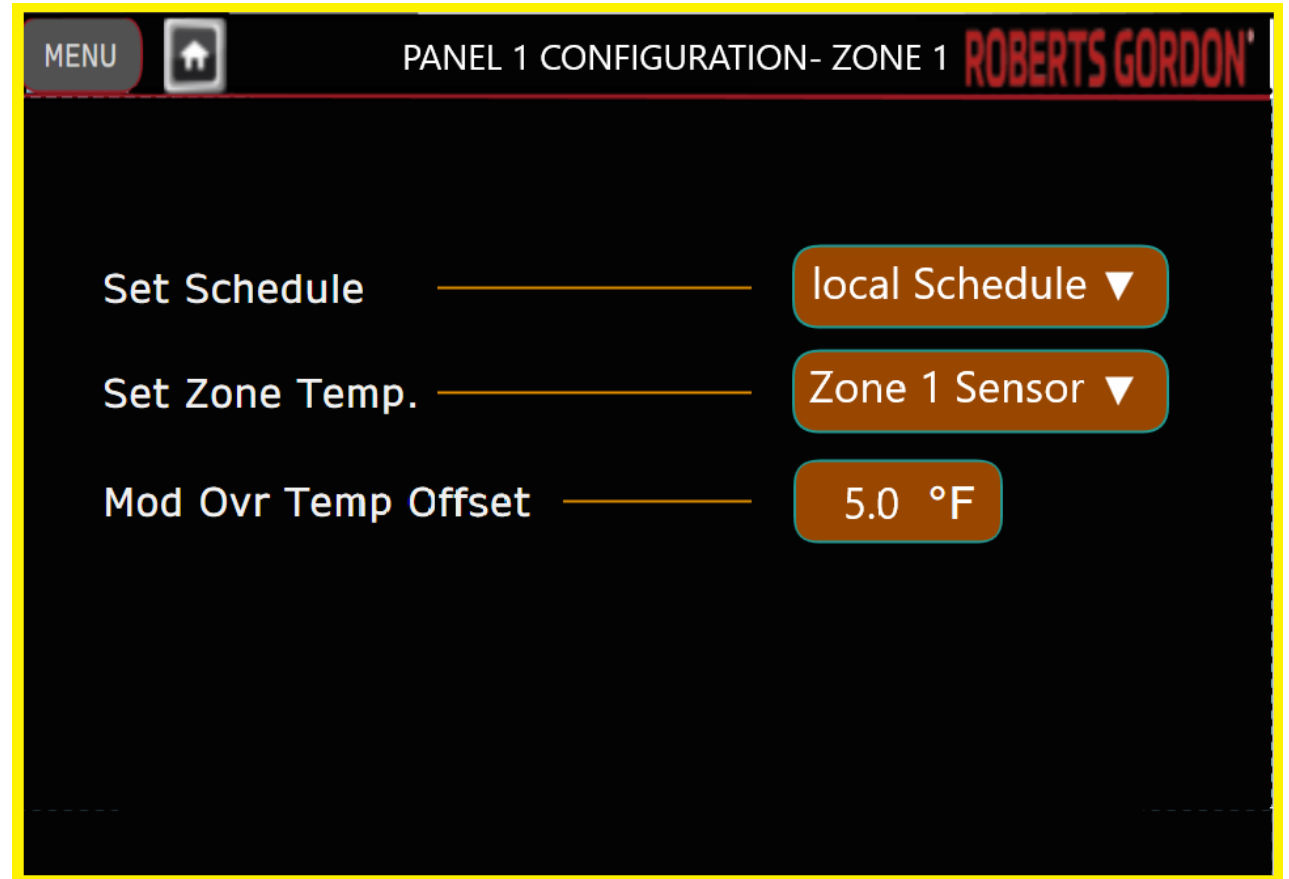 MENU PANEL 1 CONFIGURATION- ZONE 1 ROBERTS GORDON®
Set Schedule local Schedule ▼
Set Zone Temp. Zone 1 Sensor ▼
Mod Ovr Temp Offset 5.0 °F